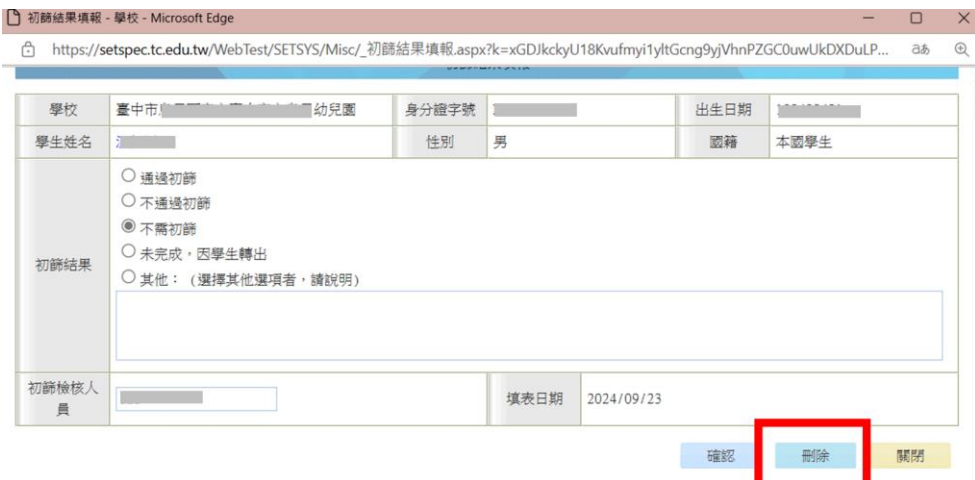 初篩結果填報 - 學校 - Microsoft Edge
https://setspec.tc.edu.tw/WebTest/SETSYS/Misc/_初篩結果填報.aspx?k=xGDJkckyU18Kvufmyi1yltGcng9yjVhnPZGC0uwUkDXDuLP... aあ
學校 臺中市 幼兒園 身分證字號 出生日期
學生姓名 性別 男 國籍 本國學生
初篩結果
通過初篩
不通過初篩
不需初篩
未完成，因學生轉出
其他： (選擇其他選項者，請說明)
初篩檢核人
員
填表日期 2024/09/23
確認 刪除 關閉